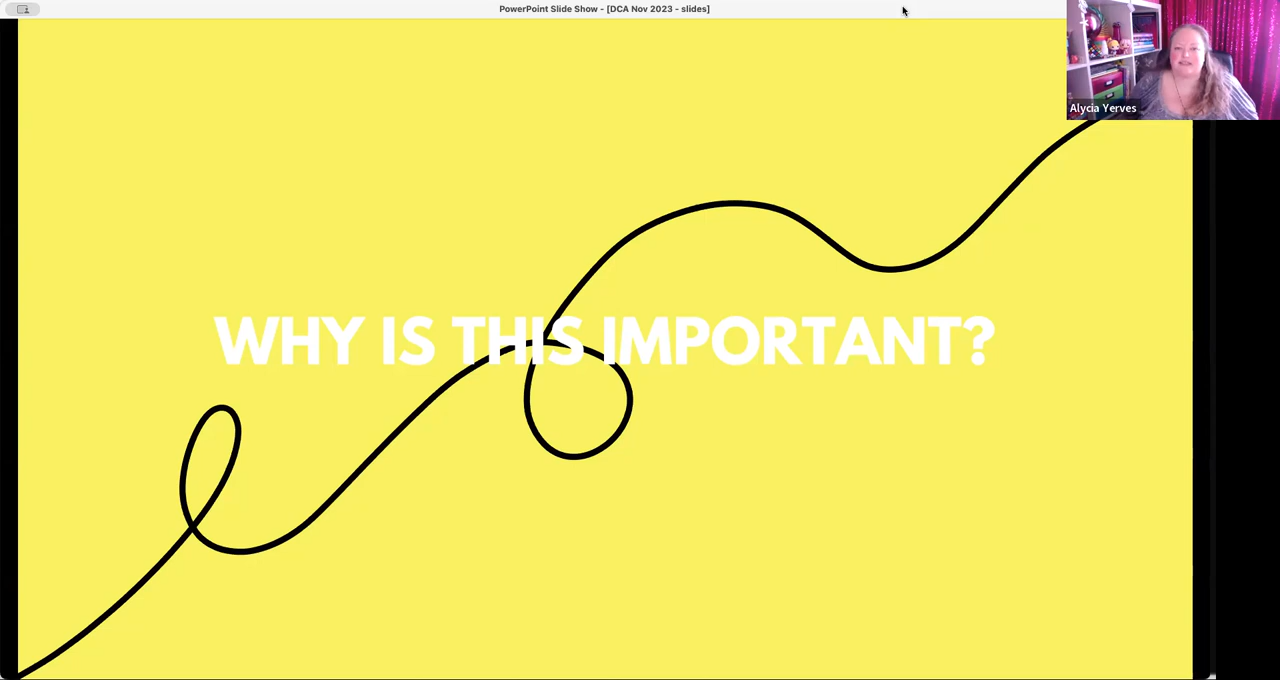 PowerPoint Slide Show - [DCA Nov 2023 - slides]
Alycia Yerves
WHY IS THIS IMPORTANT?